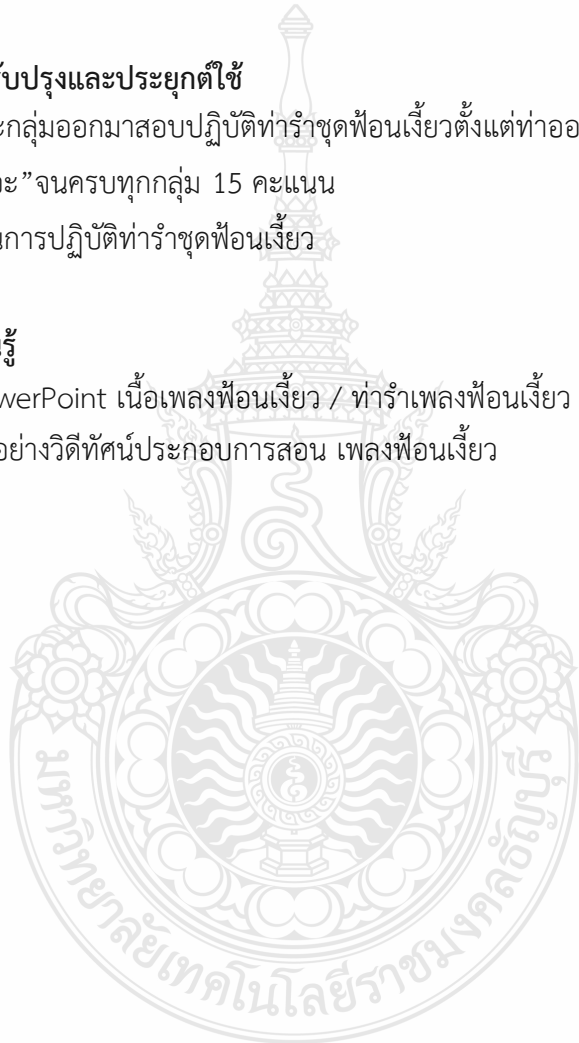 รับปรุงและประยุกต์ใช้
ะกลุ่มออกมาสอบปฏิบัติท่ารำชุดฟ้อนเงี้ยวตั้งแต่ท่าออ
วะ”จนครบทุกกลุ่ม 15 คะแนน
นการปฏิบัติท่ารำชุดฟ้อนเงี้ยว
นรู้
werPoint เนื้อเพลงฟ้อนเงี้ยว / ท่ารำเพลงฟ้อนเงี้ยว
อย่างวิดีทัศน์ประกอบการสอน เพลงฟ้อนเงี้ยว
มหาวิทยาลัยเทคโนโลยีราชมงคลธัญบุรี